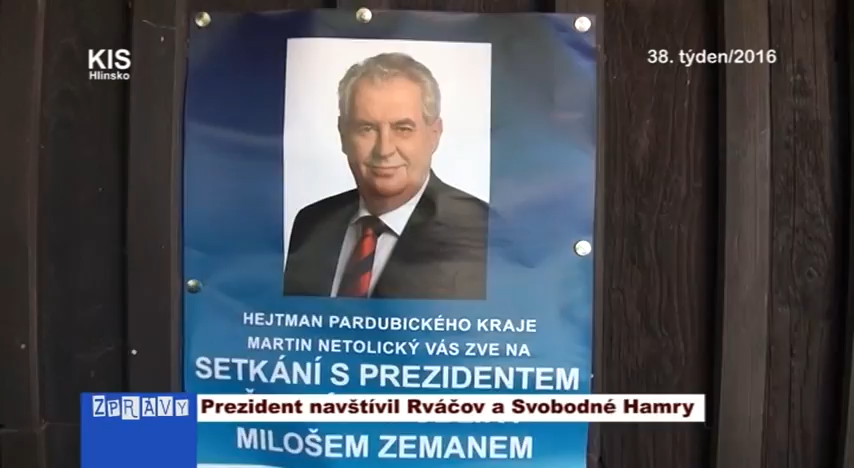 KIS
Hlinsko
38. týden/2016
HEJTMAN PARDUBICKÉHO KRAJE
MARTIN NETOLICKÝ VÁS ZVE NA
SETKÁNÍ S PREZIDENTEM
ZPRÁVY
Prezident navštívil Rváčov a Svobodné Hamry
MILOŠEM ZEMANEM